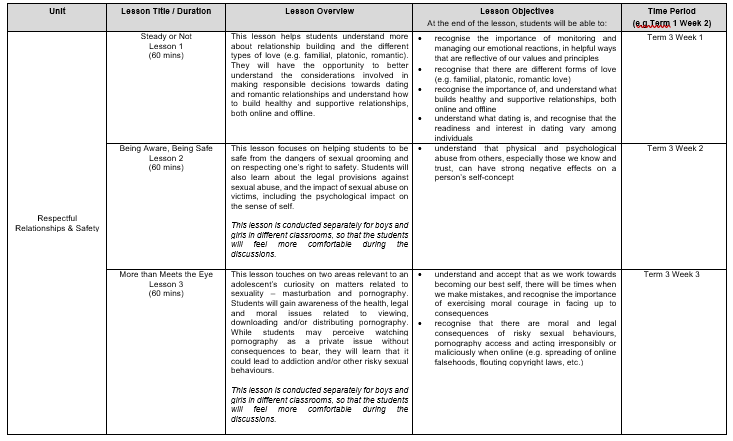 Unit
Lesson Title / Duration
Lesson Overview
Lesson Objectives
At the end of the lesson, students will be able to:
Time Period
(e.g.Term 1 Week 2)
Respectful
Relationships & Safety
Steady or Not
Lesson 1
(60 mins)
This lesson helps students understand more
about relationship building and the different
types of love (e.g. familial, platonic, romantic).
They will have the opportunity to better
understand the considerations involved in
making responsible decisions towards dating
and romantic relationships and understand how
to build healthy and supportive relationships,
both online and offline.
• recognise the importance of monitoring and
managing our emotional reactions, in helpful ways
that are reflective of our values and principles
• recognise that there are different forms of love
(e.g. familial, platonic, romantic love)
• recognise the importance of, and understand what
builds healthy and supportive relationships, both
online and offline
• understand what dating is, and recognise that the
readiness and interest in dating vary among
individuals
Term 3 Week 1
Being Aware, Being Safe
Lesson 2
(60 mins)
This lesson focuses on helping students to be
safe from the dangers of sexual grooming and
on respecting one's right to safety. Students
will also learn about the legal provisions against
sexual abuse, and the impact of sexual abuse on
victims, including the psychological impact on
the sense of self.
This lesson is conducted separately for boys and
girls in different classrooms, so that the students
will feel more comfortable during the
discussions.
• understand that physical and psychological
abuse from others, especially those we know and
trust, can have strong negative effects on a
person's self-concept
Term 3 Week 2
More than Meets the Eye
Lesson 3
(60 mins)
This lesson touches on two areas relevant to an
adolescent's curiosity on matters related to
sexuality – masturbation and pornography.
Students will gain awareness of the health, legal
and moral issues related to viewing,
downloading and/or distributing pornography.
While students may perceive watching
pornography as a private issue without
consequences to bear, they will learn that it
could lead to addiction and/or other risky sexual
behaviours.
This lesson is conducted separately for boys and
girls in different classrooms, so that the students
will feel more comfortable during the
discussions.
• understand and accept that as we work towards
becoming our best self, there will be times when
we make mistakes, and recognise the importance
of exercising moral courage in facing up to
consequences
• recognise that there are moral and legal
consequences of risky sexual behaviours,
pornography access and acting irresponsibly or
maliciously when online (e.g. spreading of online
falsehoods, flouting copyright laws, etc.)
Term 3 Week 3